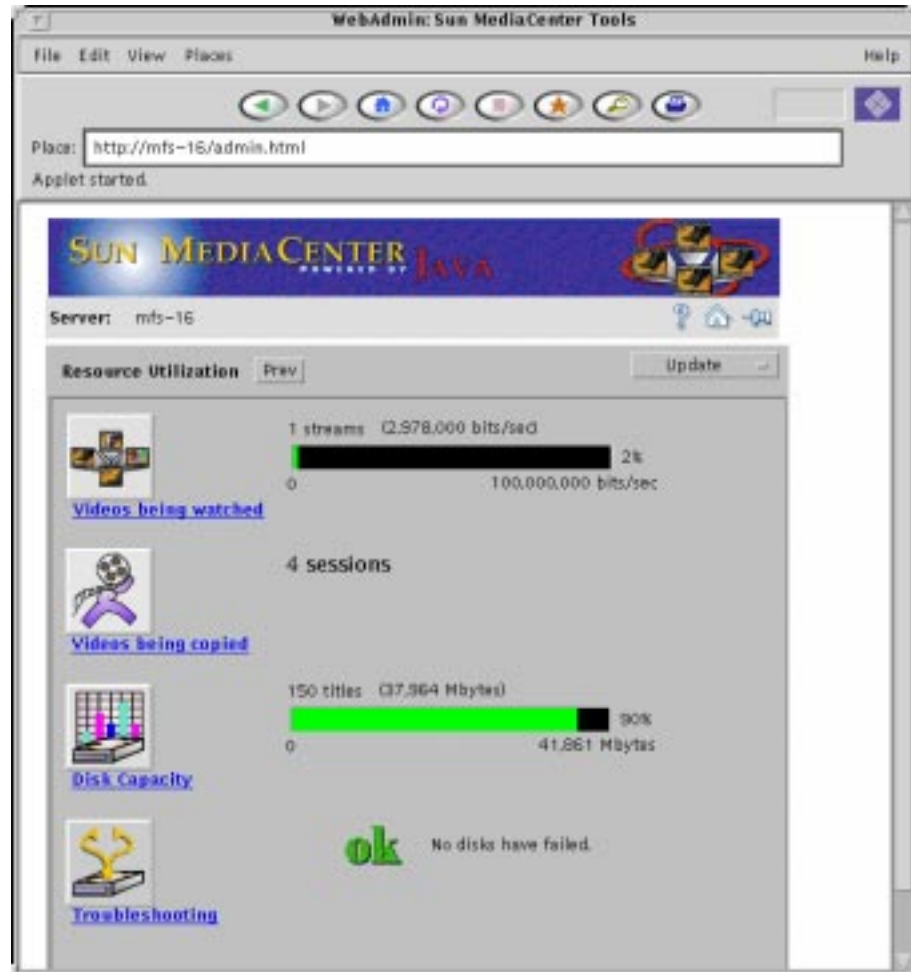 WebAdmin: Sun MediaCenter Tools
File Edit View Places Help
Place: http://mfs-16/admin.html
Applet started.
SUN MEDIACENTER
POWERED BY JAVA
Server: mfs-16
Resource Utilization Prev Update
1 streams (2,978,000 bits/sec)
2%
0 100,000,000 bits/sec
Videos being watched
4 sessions
Videos being copied
150 titles (37,964 Mbytes)
90%
0 41,861 Mbytes
Disk Capacity
ok No disks have failed.
Troubleshooting